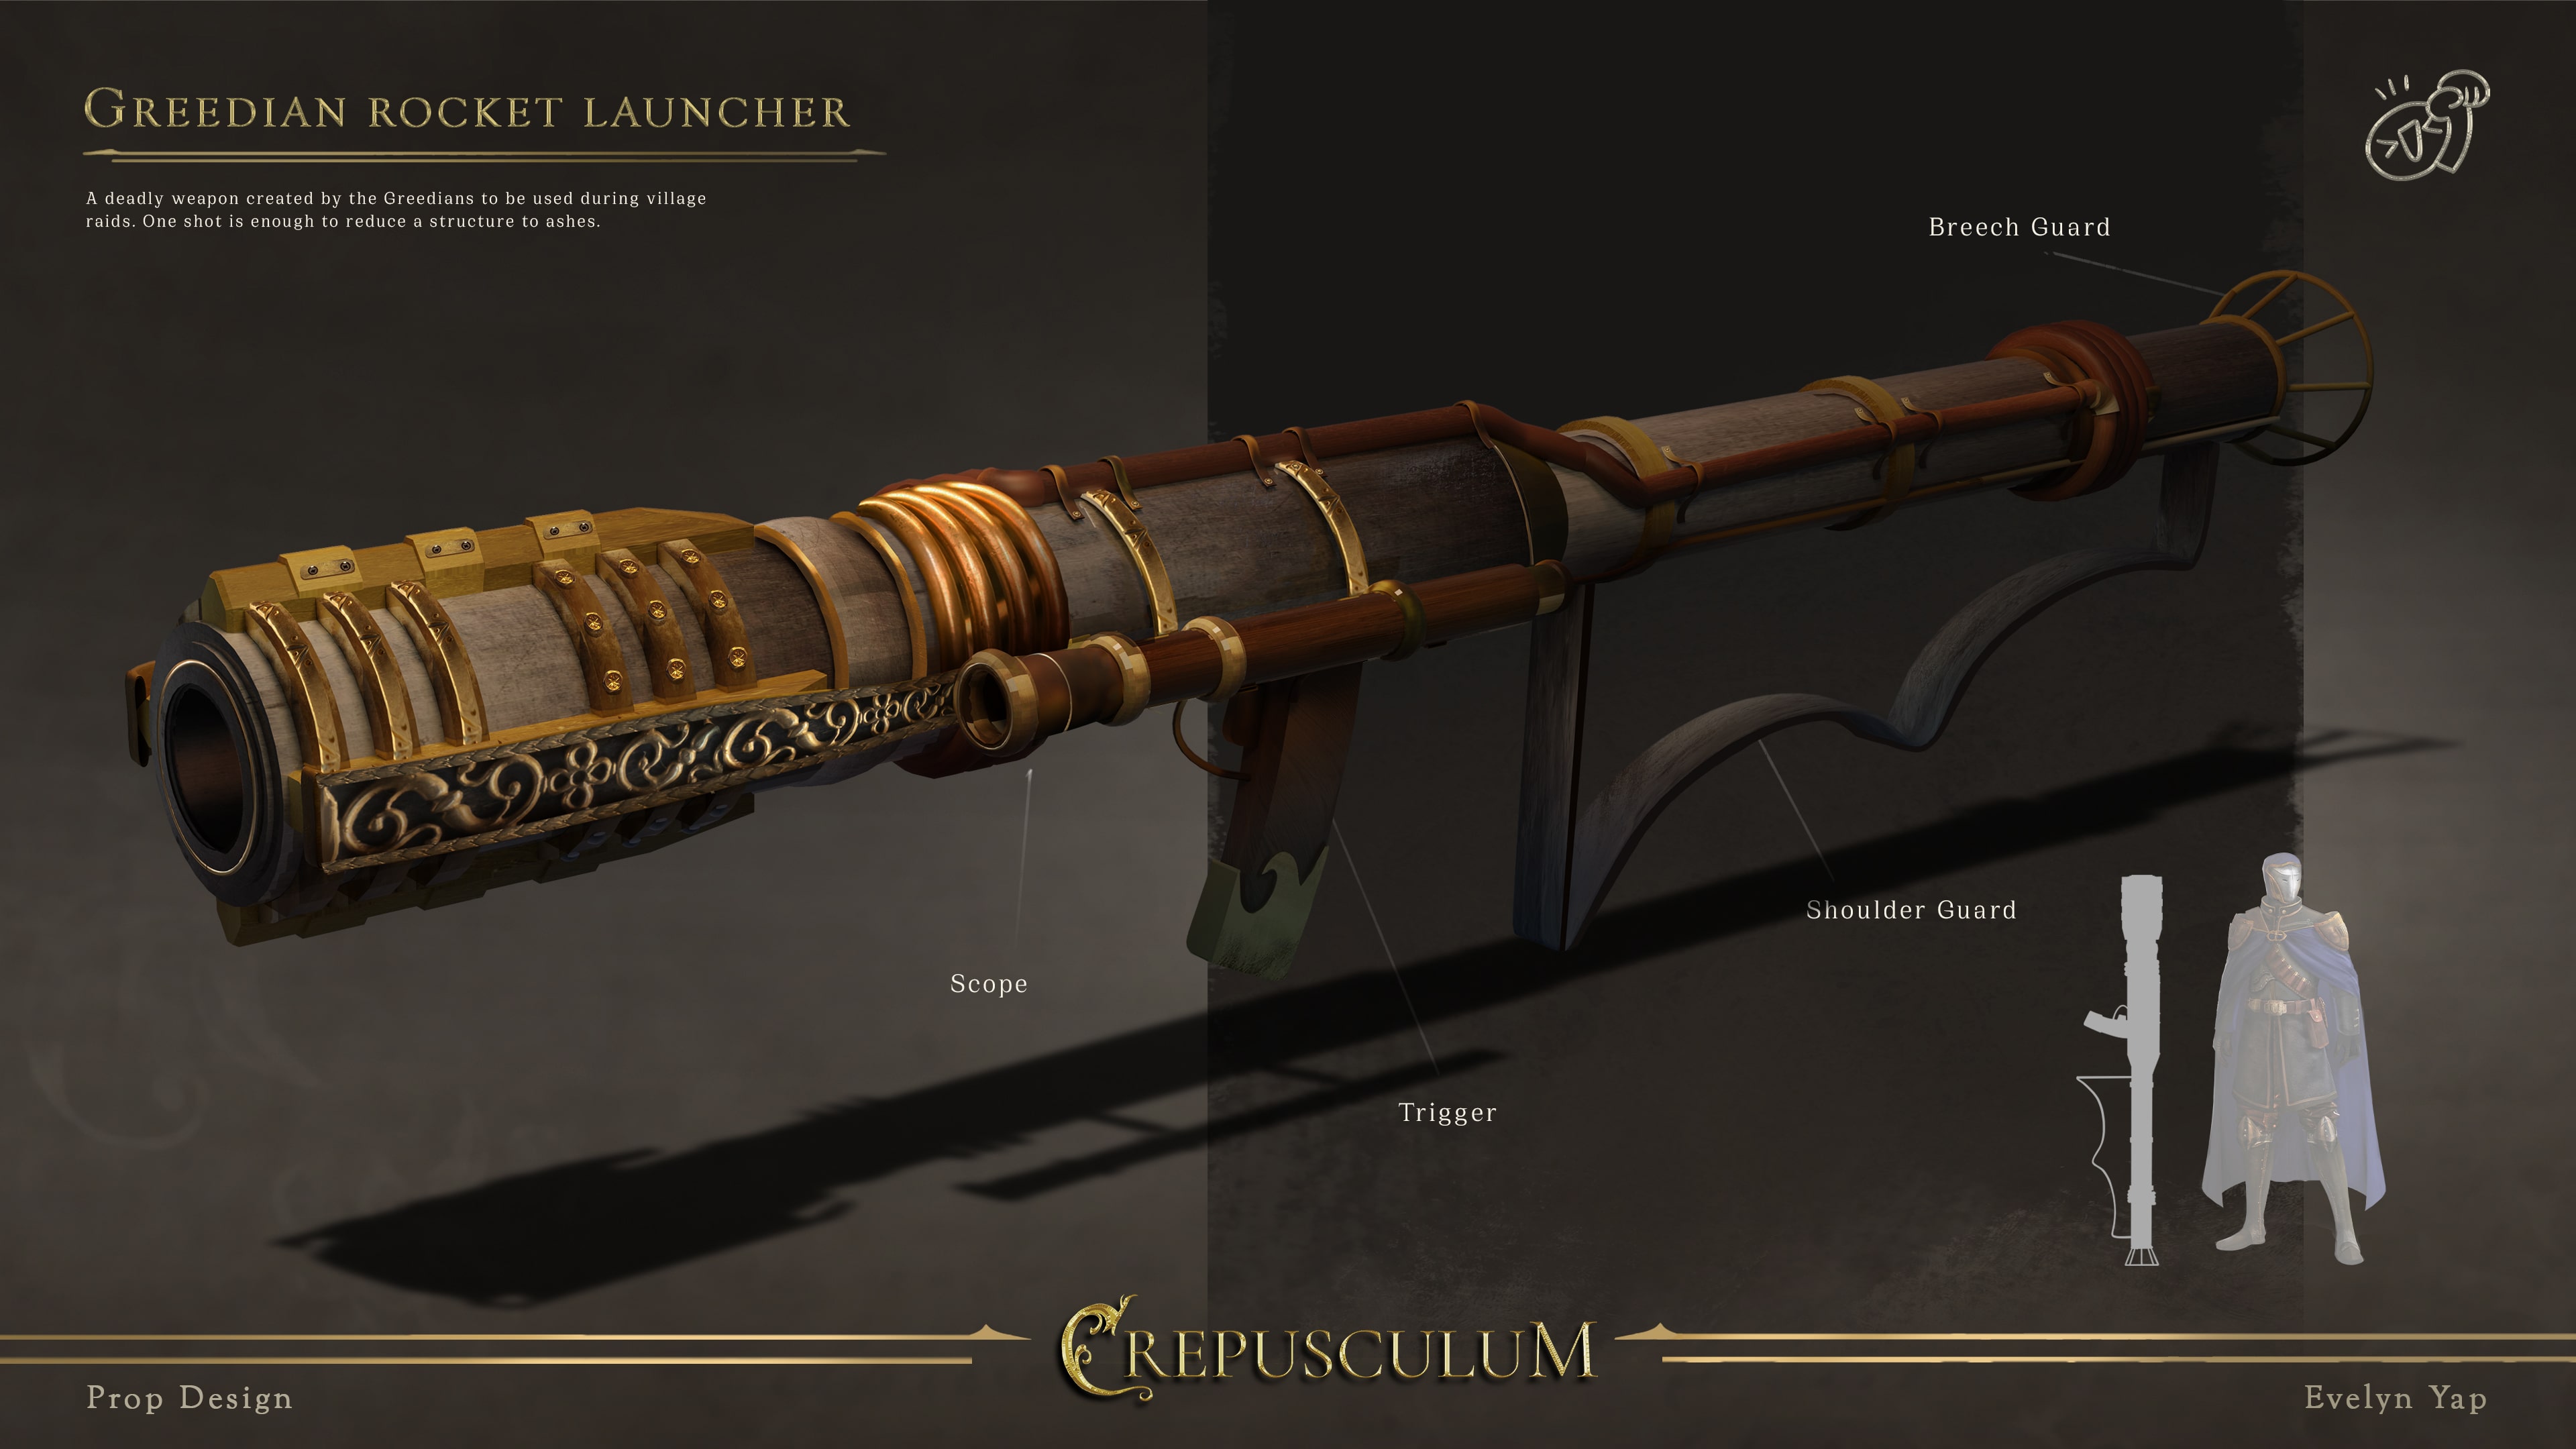 Greedian rocket launcher
A deadly weapon created by the Greedians to be used during village
raids. One shot is enough to reduce a structure to ashes.
Breech Guard
Shoulder Guard
Scope
Trigger
Crepusculum
Prop Design
Evelyn Yap